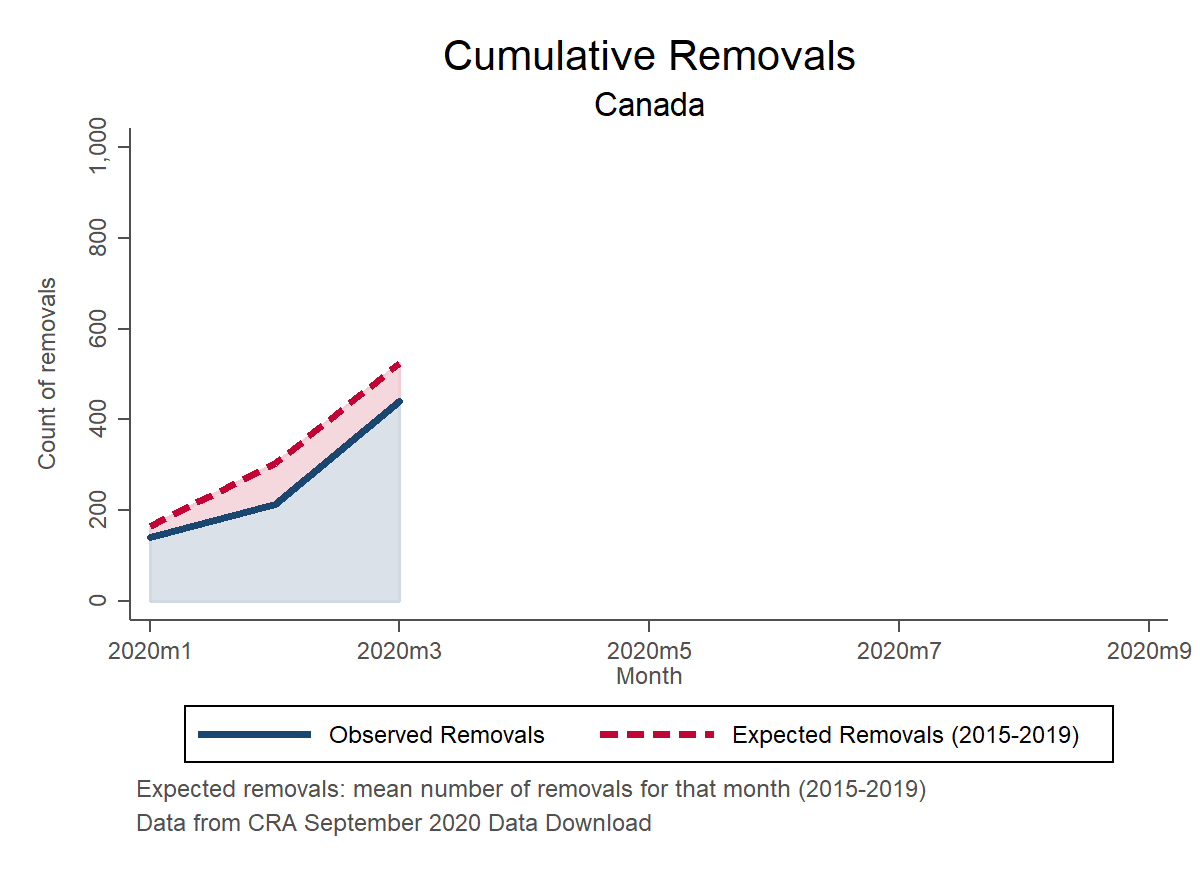 Cumulative Removals
Canada
Count of removals
1,000
800
600
400
200
0
2020m1 2020m3 2020m5 2020m7 2020m9
Month
Observed Removals Expected Removals (2015-2019)
Expected removals: mean number of removals for that month (2015-2019)
Data from CRA September 2020 Data Download